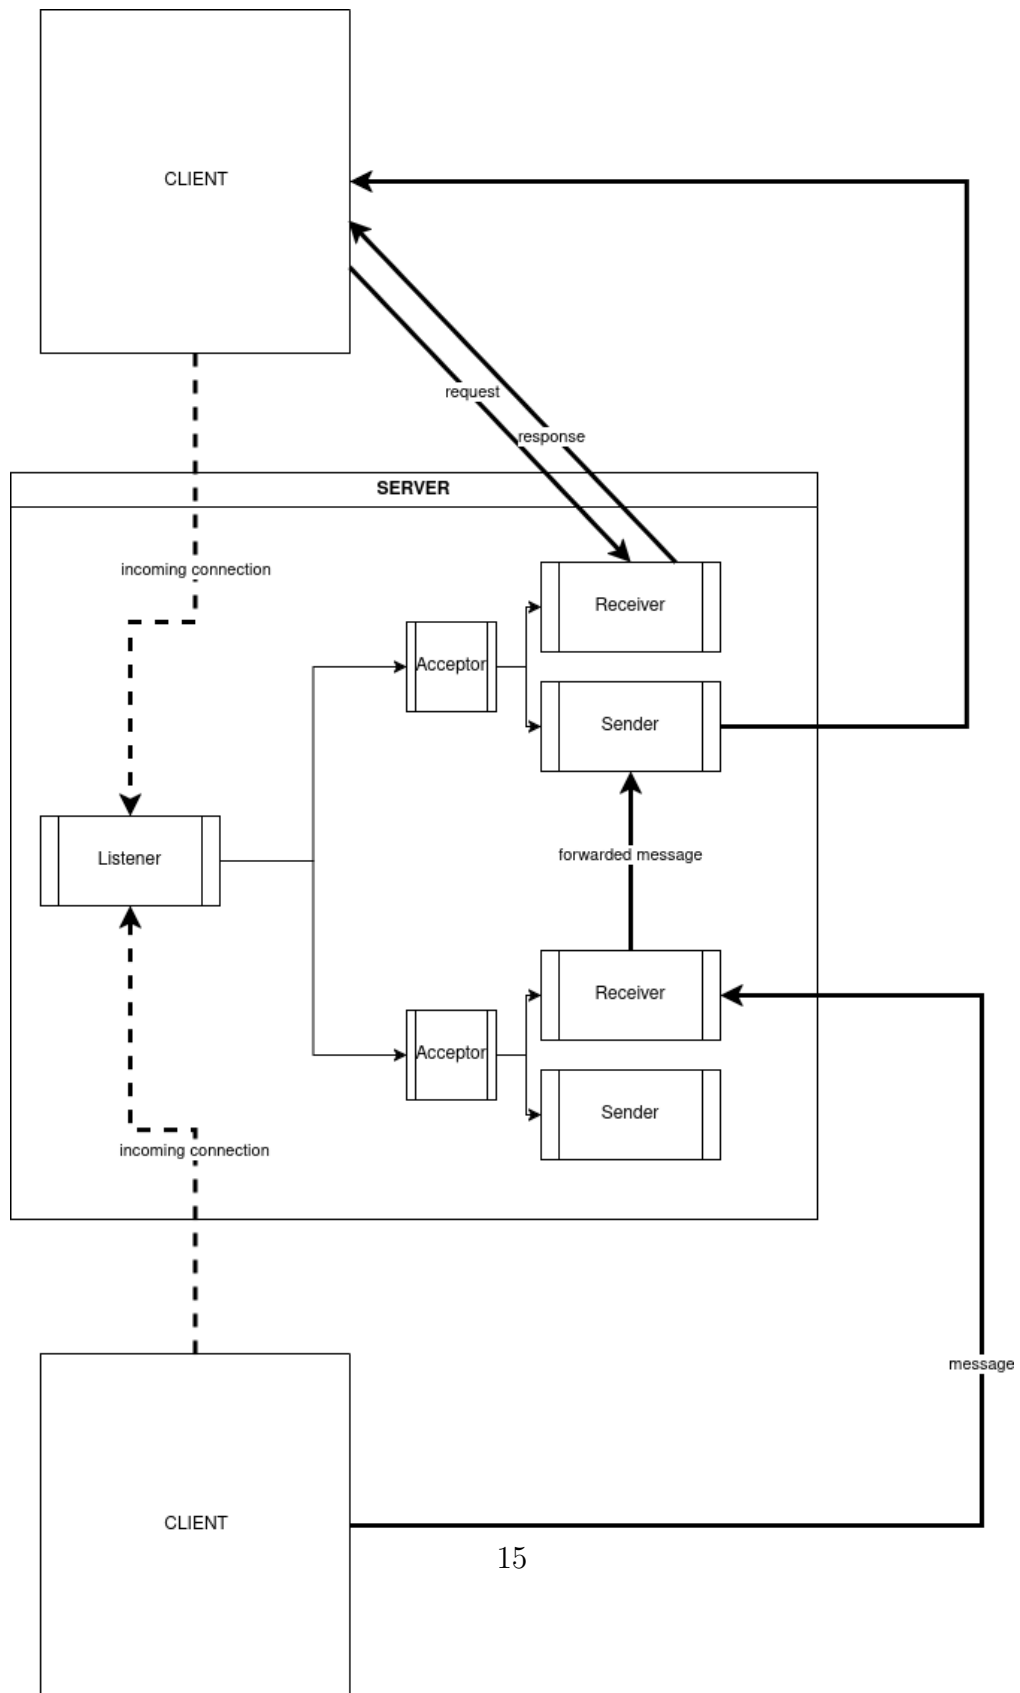 CLIENT
request
response
SERVER
incoming connection
Receiver
Acceptor
Sender
Listener
forwarded message
Receiver
Acceptor
Sender
incoming connection
message
CLIENT
15